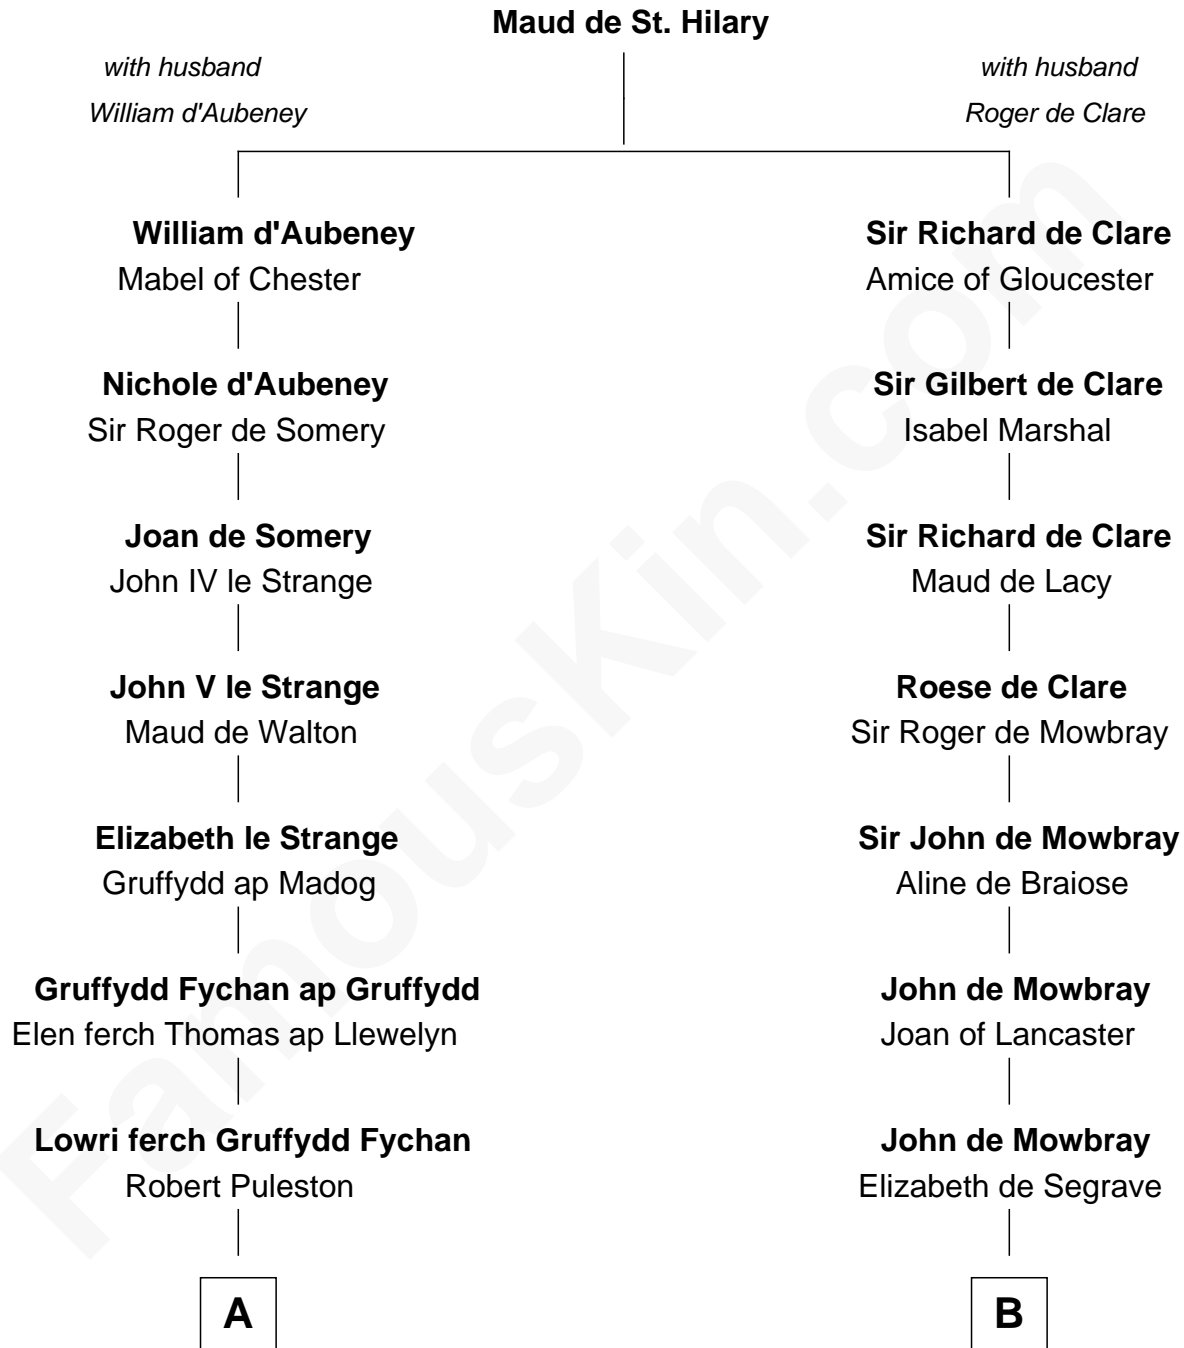 Maud de St. Hilary
with husband
William d'Aubeney
with husband
Roger de Clare
William d'Aubeney
Mabel of Chester
Sir Richard de Clare
Amice of Gloucester
Nichole d'Aubeney
Sir Roger de Somery
Sir Gilbert de Clare
Isabel Marshal
Joan de Somery
John IV le Strange
Sir Richard de Clare
Maud de Lacy
John V le Strange
Maud de Walton
Roese de Clare
Sir Roger de Mowbray
Elizabeth le Strange
Gruffydd ap Madog
Sir John de Mowbray
Aline de Braiose
Gruffydd Fychan ap Gruffydd
Elen ferch Thomas ap Llewelyn
John de Mowbray
Joan of Lancaster
Lowri ferch Gruffydd Fychan
Robert Puleston
John de Mowbray
Elizabeth de Segrave
A
B
FamousKin.com